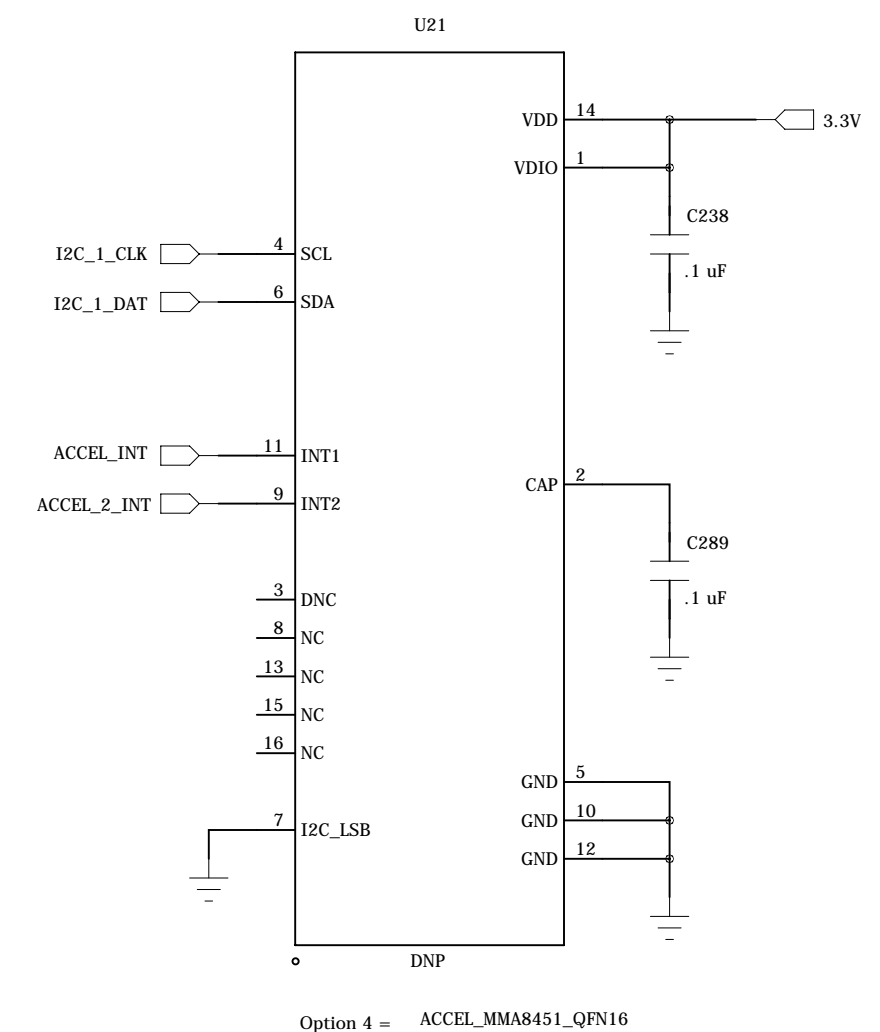 U21
VDD 14
3.3V
VDIO 1
C238
.1 uF
I2C_1_CLK 4 SCL
I2C_1_DAT 6 SDA
ACCEL_INT 11 INT1
ACCEL_2_INT 9 INT2
CAP 2
C289
.1 uF
3 DNC
8 NC
13 NC
15 NC
16 NC
7 I2C_LSB
GND 5
GND 10
GND 12
DNP
Option 4 = ACCEL_MMA8451_QFN16